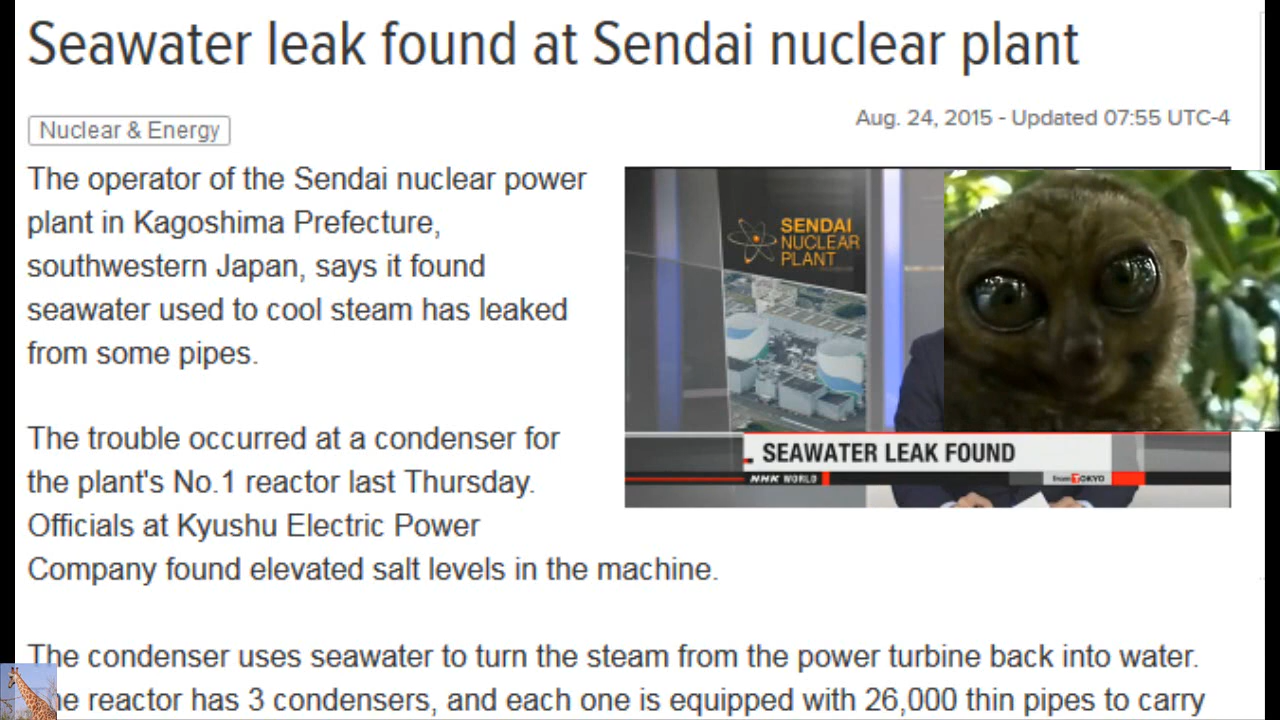 Seawater leak found at Sendai nuclear plant
Nuclear & Energy
Aug. 24, 2015 - Updated 07:55 UTC-4
The operator of the Sendai nuclear power
plant in Kagoshima Prefecture,
southwestern Japan, says it found
seawater used to cool steam has leaked
from some pipes.
SENDAI
NUCLEAR
PLANT
SEAWATER LEAK FOUND
NHK WORLD
from TOKYO
The trouble occurred at a condenser for
the plant's No.1 reactor last Thursday.
Officials at Kyushu Electric Power
Company found elevated salt levels in the machine.
The condenser uses seawater to turn the steam from the power turbine back into water.
he reactor has 3 condensers, and each one is equipped with 26,000 thin pipes to carry